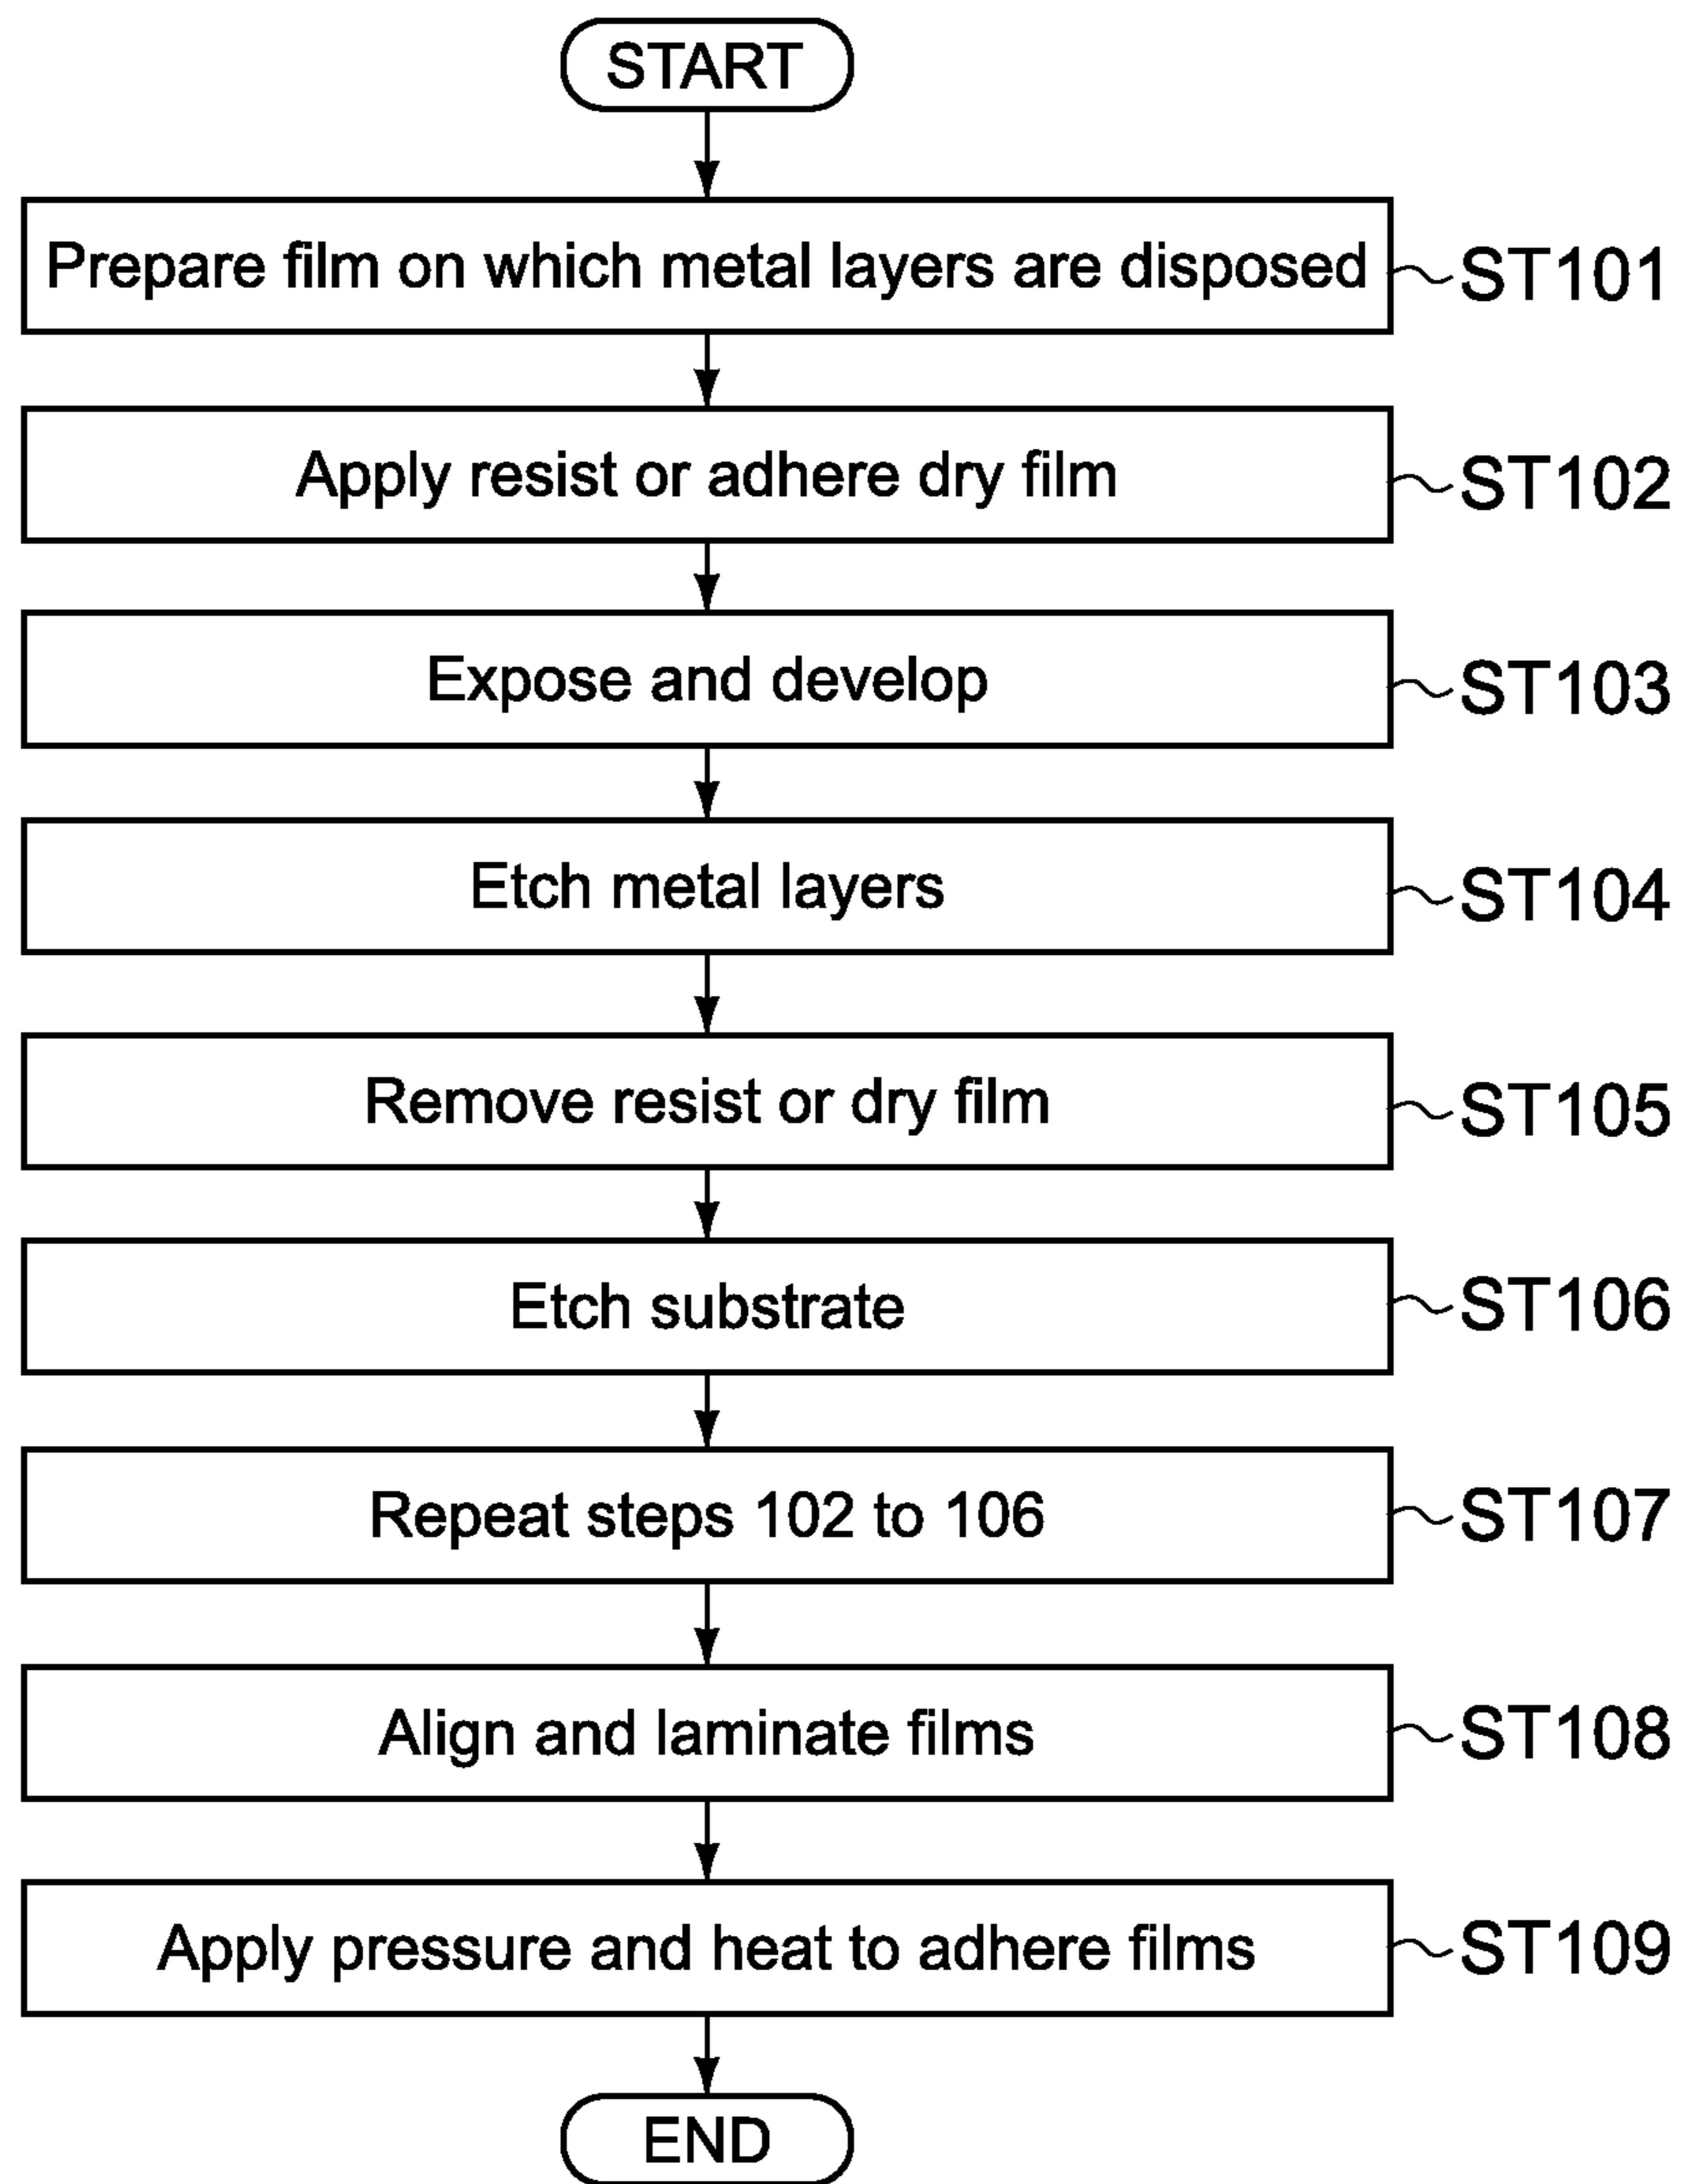 START
Prepare film on which metal layers are disposed ST101
Apply resist or adhere dry film ST102
Expose and develop ST103
Etch metal layers ST104
Remove resist or dry film ST105
Etch substrate ST106
Repeat steps 102 to 106 ST107
Align and laminate films ST108
Apply pressure and heat to adhere films ST109
END